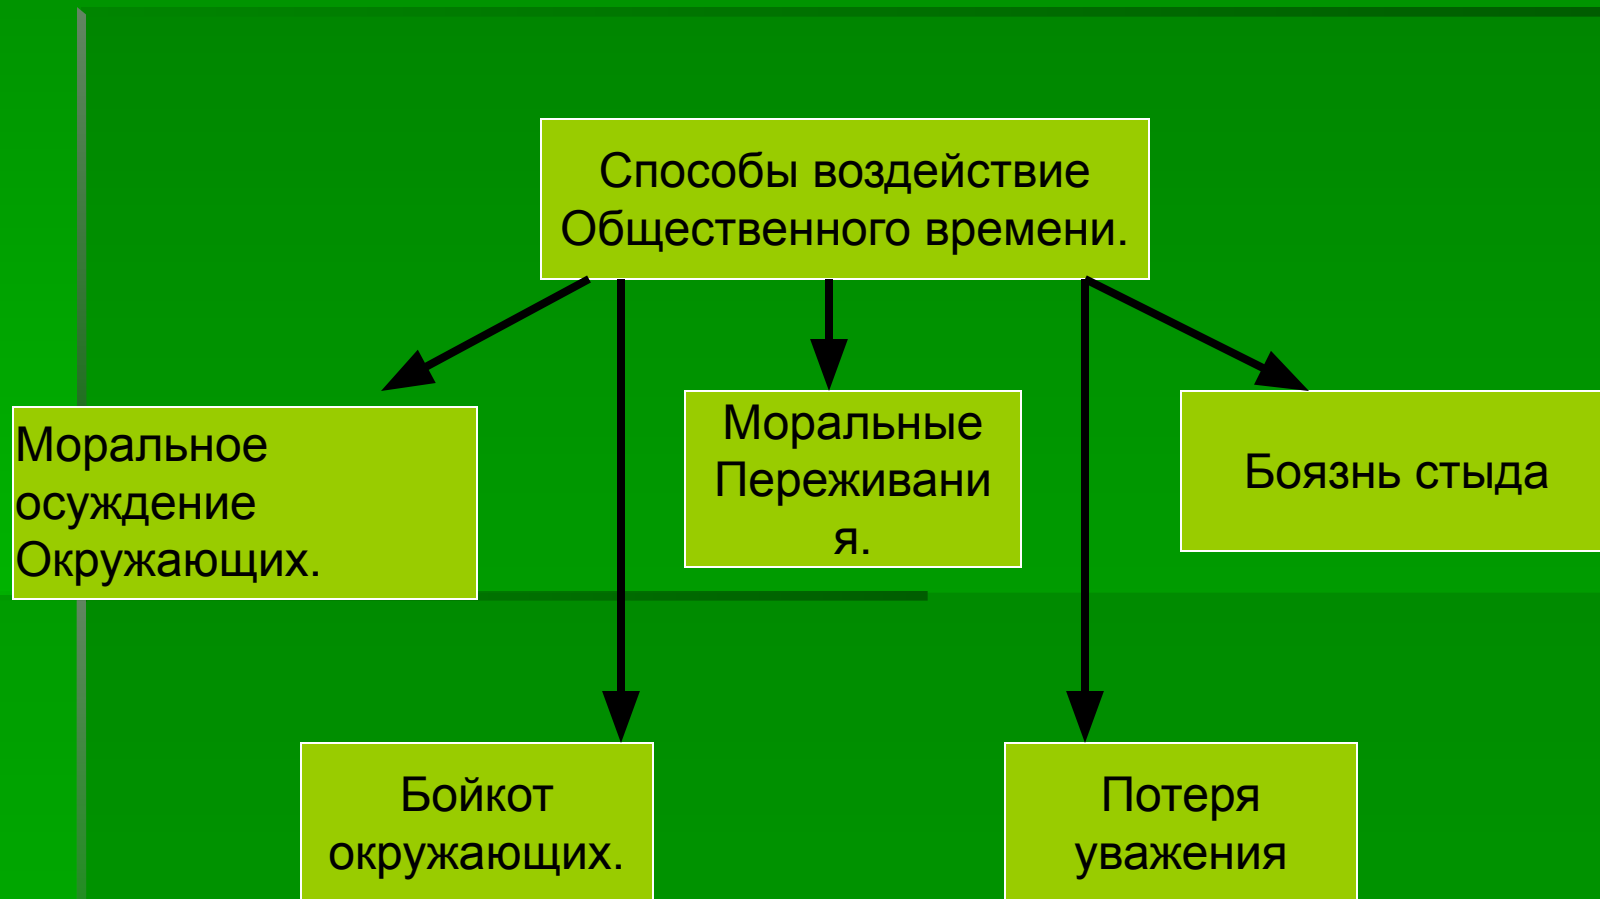 Способы воздействие
Общественного времени.
Моральное
осуждение
Окружающих.
Моральные
Переживани
я.
Боязнь стыда
Бойкот
окружающих.
Потеря
уважения